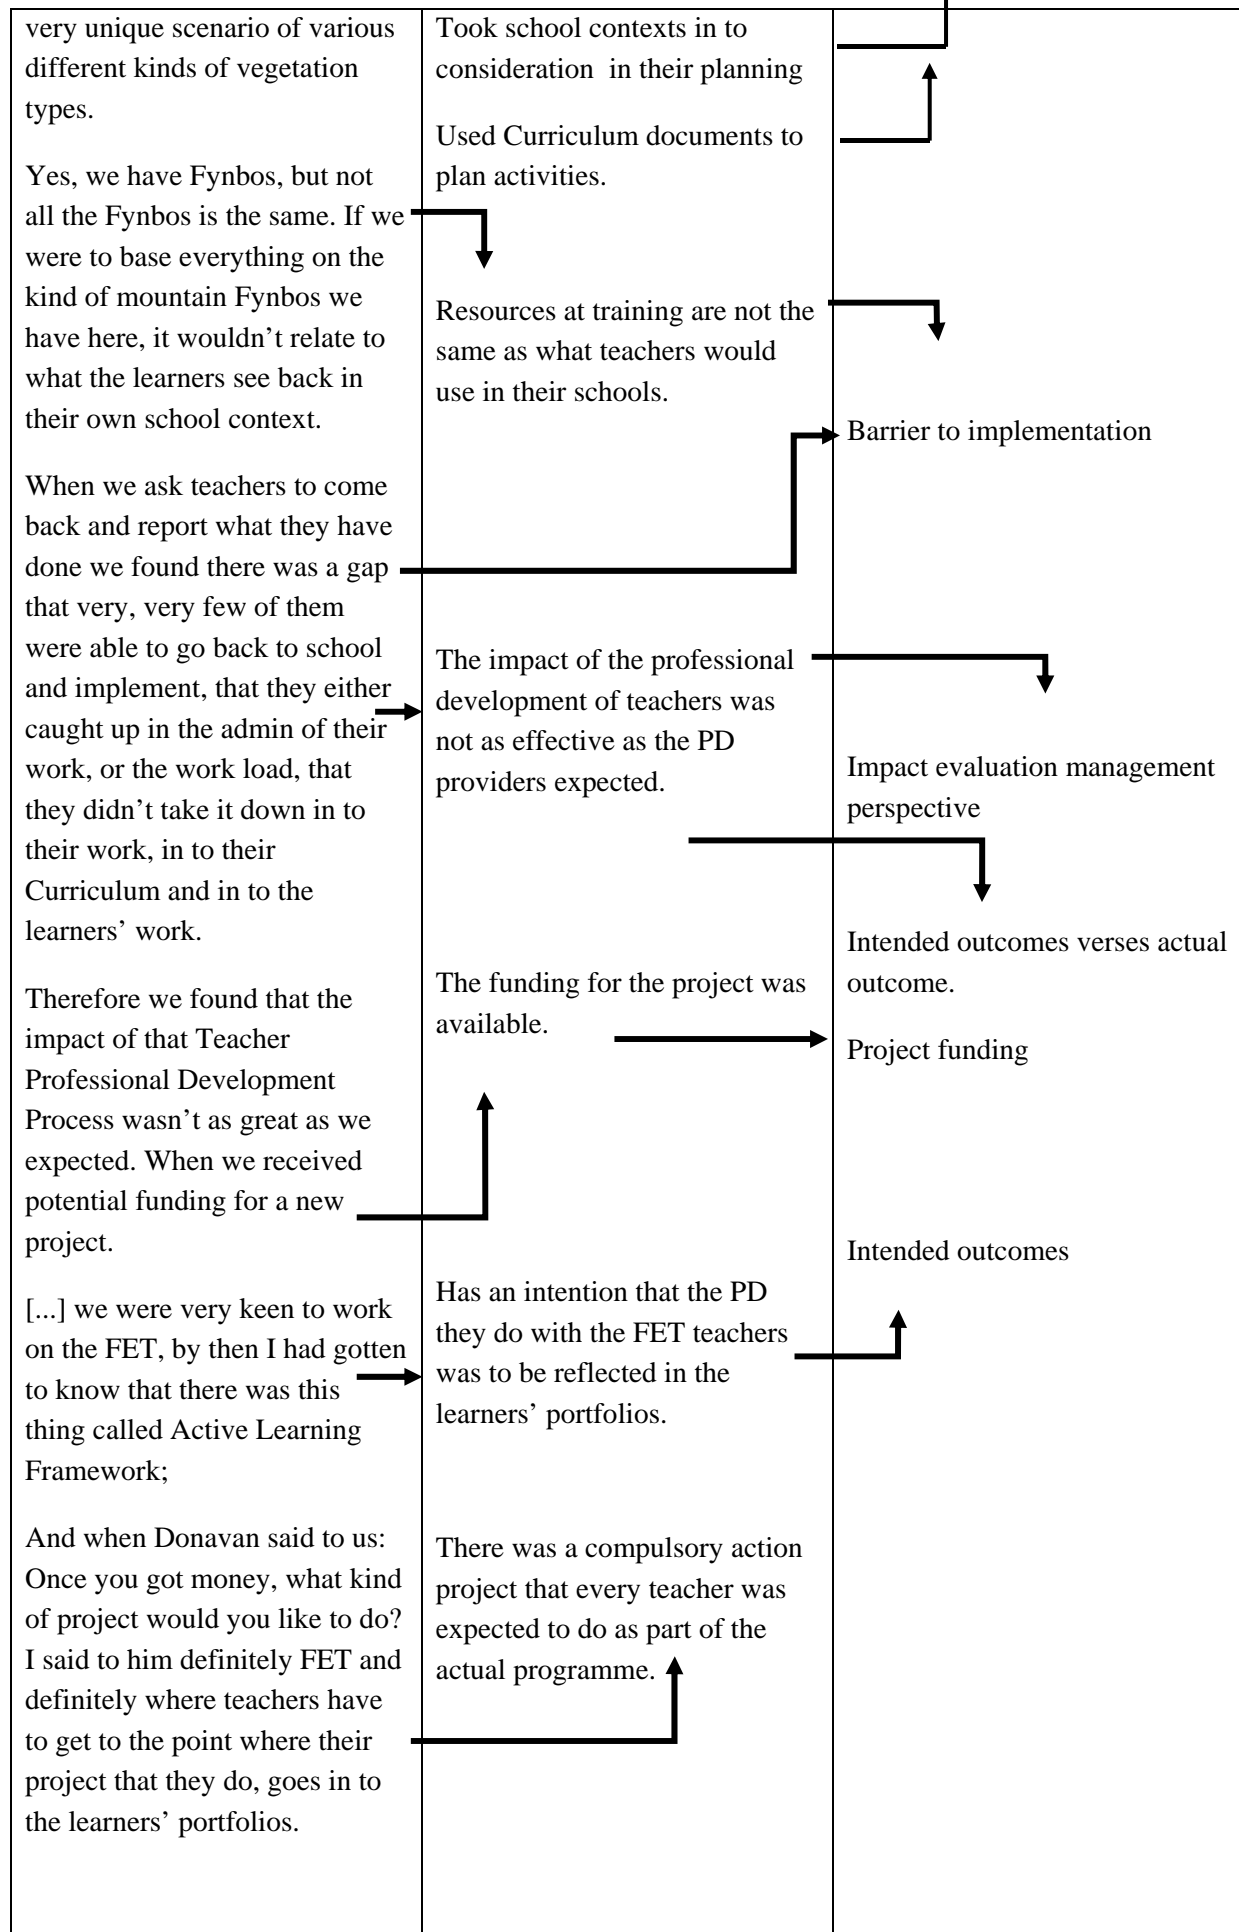 very unique scenario of various
different kinds of vegetation
types.
Yes, we have Fynbos, but not
all the Fynbos is the same. If we
were to base everything on the
kind of mountain Fynbos we
have here, it wouldn’t relate to
what the learners see back in
their own school context.
When we ask teachers to come
back and report what they have
done we found there was a gap
that very, very few of them
were able to go back to school
and implement, that they either
caught up in the admin of their
work, or the work load, that
they didn’t take it down in to
their work, in to their
Curriculum and in to the
learners’ work.
Therefore we found that the
impact of that Teacher
Professional Development
Process wasn’t as great as we
expected. When we received
potential funding for a new
project.
[...] we were very keen to work
on the FET, by then I had gotten
to know that there was this
thing called Active Learning
Framework;
And when Donavan said to us:
Once you got money, what kind
of project would you like to do?
I said to him definitely FET and
definitely where teachers have
to get to the point where their
project that they do, goes in to
the learners’ portfolios.
Took school contexts in to
consideration in their planning
Used Curriculum documents to
plan activities.
Resources at training are not the
same as what teachers would
use in their schools.
The impact of the professional
development of teachers was
not as effective as the PD
providers expected.
The funding for the project was
available.
Has an intention that the PD
they do with the FET teachers
was to be reflected in the
learners’ portfolios.
There was a compulsory action
project that every teacher was
expected to do as part of the
actual programme.
Barrier to implementation
Impact evaluation management
perspective
Intended outcomes verses actual
outcome.
Project funding
Intended outcomes